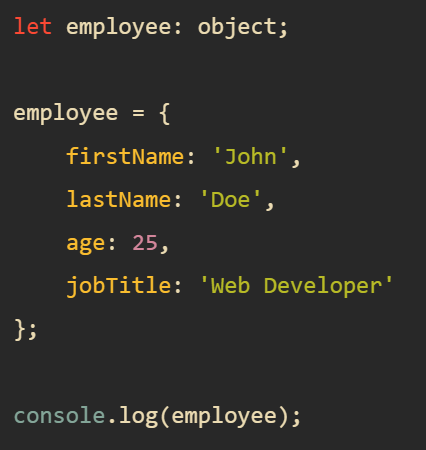 let employee: object;
employee = {
    firstName: 'John',
    lastName: 'Doe',
    age: 25,
    jobTitle: 'Web Developer'
};
console.log(employee);